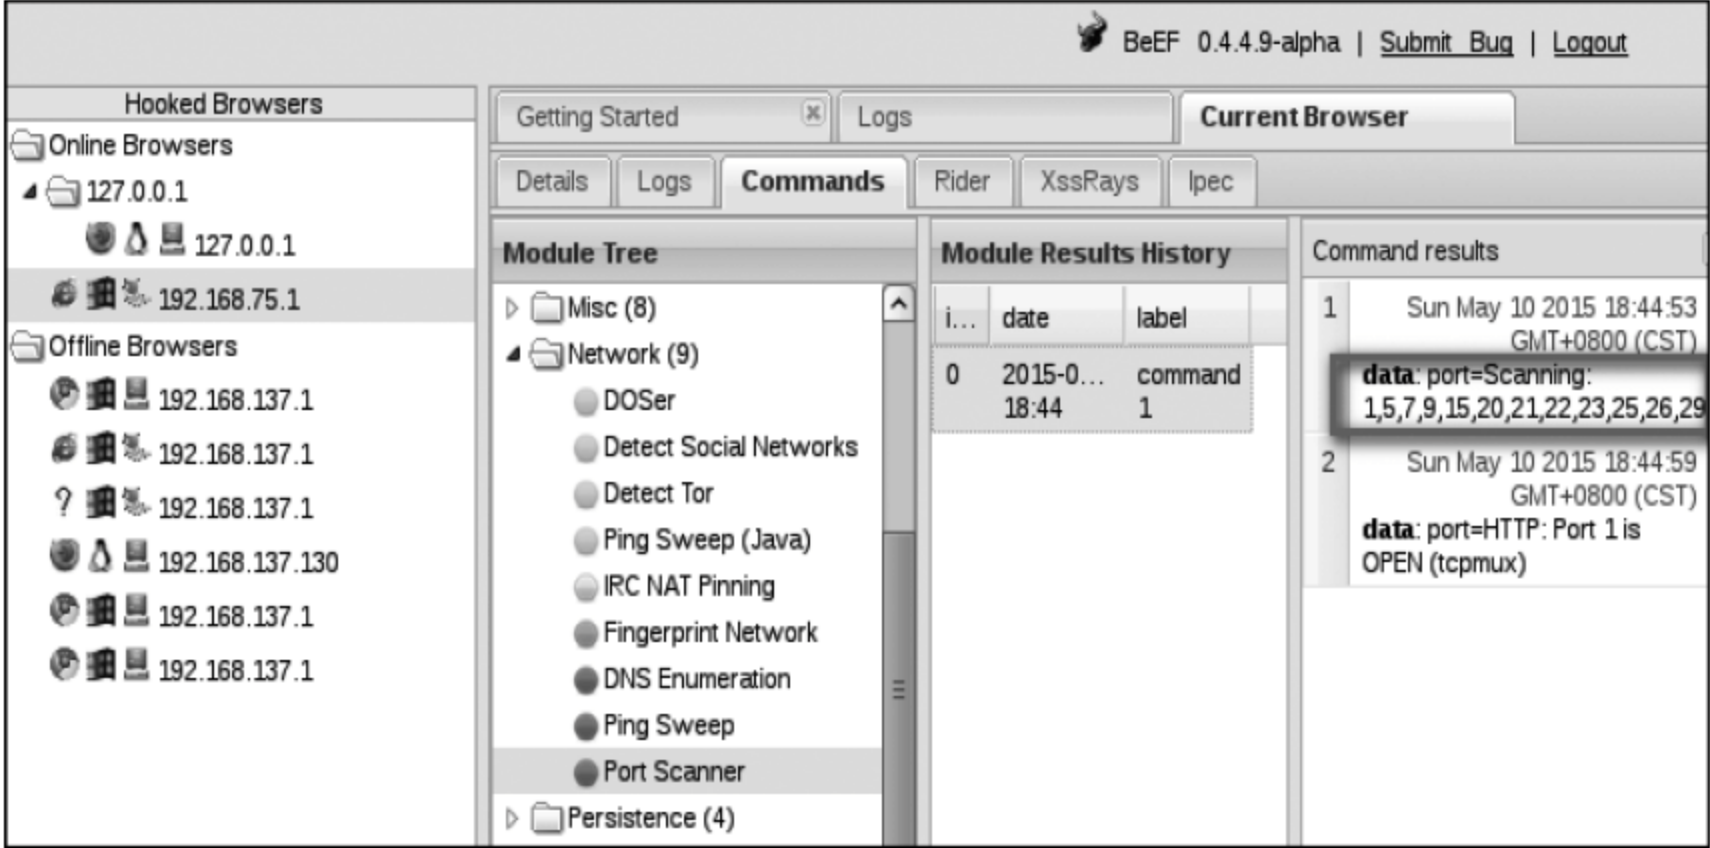 BeEF 0.4.4.9-alpha | Submit Bug | Logout
Hooked Browsers
Online Browsers
127.0.0.1
127.0.0.1
192.168.75.1
Offline Browsers
192.168.137.1
192.168.137.1
? 192.168.137.1
192.168.137.130
192.168.137.1
192.168.137.1
Getting Started
Logs
Current Browser
Details
Logs
Commands
Rider
XssRays
Ipec
Module Tree
Misc (8)
Network (9)
DOSer
Detect Social Networks
Detect Tor
Ping Sweep (Java)
IRC NAT Pinning
Fingerprint Network
DNS Enumeration
Ping Sweep
Port Scanner
Persistence (4)
Module Results History
i... date label
0 2015-0... command
18:44 1
Command results
1 Sun May 10 2015 18:44:53
GMT+0800 (CST)
data: port=Scanning:
1,5,7,9,15,20,21,22,23,25,26,29
2 Sun May 10 2015 18:44:59
GMT+0800 (CST)
data: port=HTTP: Port 1 is
OPEN (tcpmux)